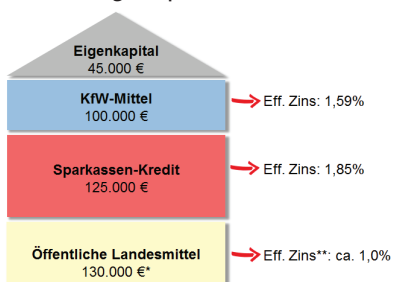 Eigenkapital
45.000 €
KfW-Mittel
100.000 €
Eff. Zins: 1,59%
Sparkassen-Kredit
125.000 €
Eff. Zins: 1,85%
Öffentliche Landesmittel
130.000 €*
Eff. Zins**: ca. 1,0%